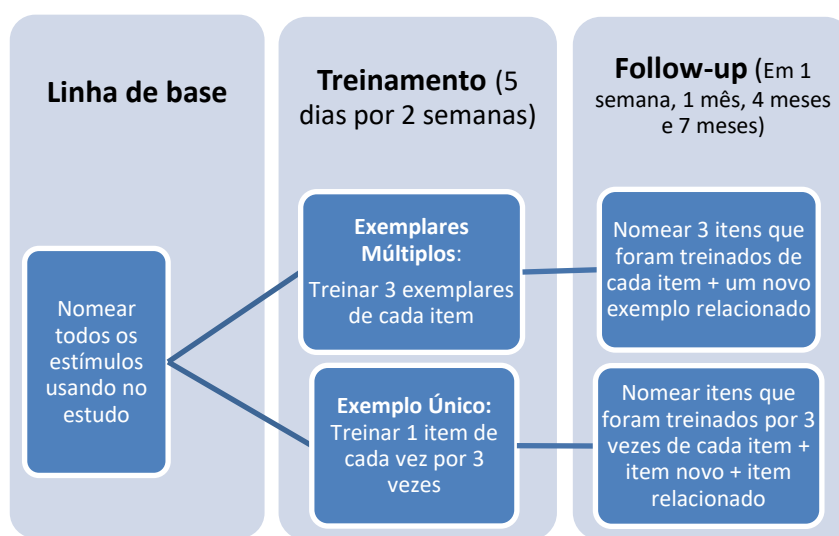 Linha de base
Nomear
todos os
estímulos
usando no
estudo
Treinamento (5
dias por 2 semanas)
Exemplares
Múltiplos:
Treinar 3 exemplares
de cada item
Exemplo Único:
Treinar 1 item de
cada vez por 3
vezes
Follow-up (Em 1
semana, 1 mês, 4 meses
e 7 meses)
Nomear 3 itens que
foram treinados de
cada item + um novo
exemplo relacionado
Nomear itens que
foram treinados por 3
vezes de cada item +
item novo + item
relacionado